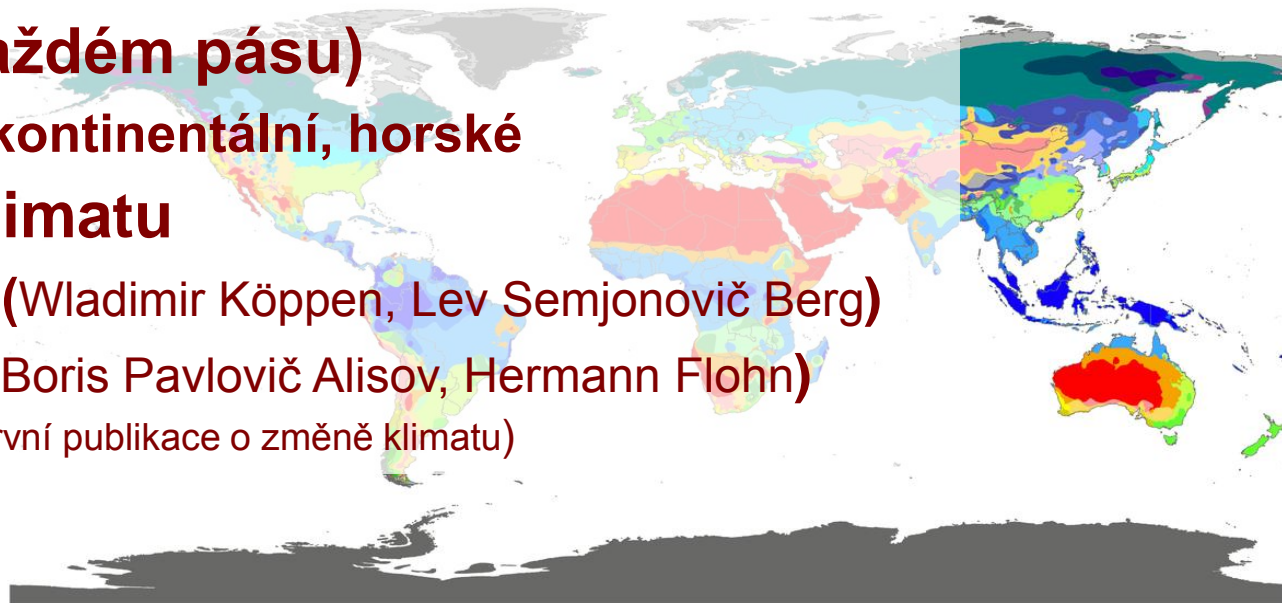 aždém pásu)
kontinentální, horské
imatu
(Wladimir Köppen, Lev Semjonovič Berg)
Boris Pavlovič Alisov, Hermann Flohn)
rvní publikace o změně klimatu)